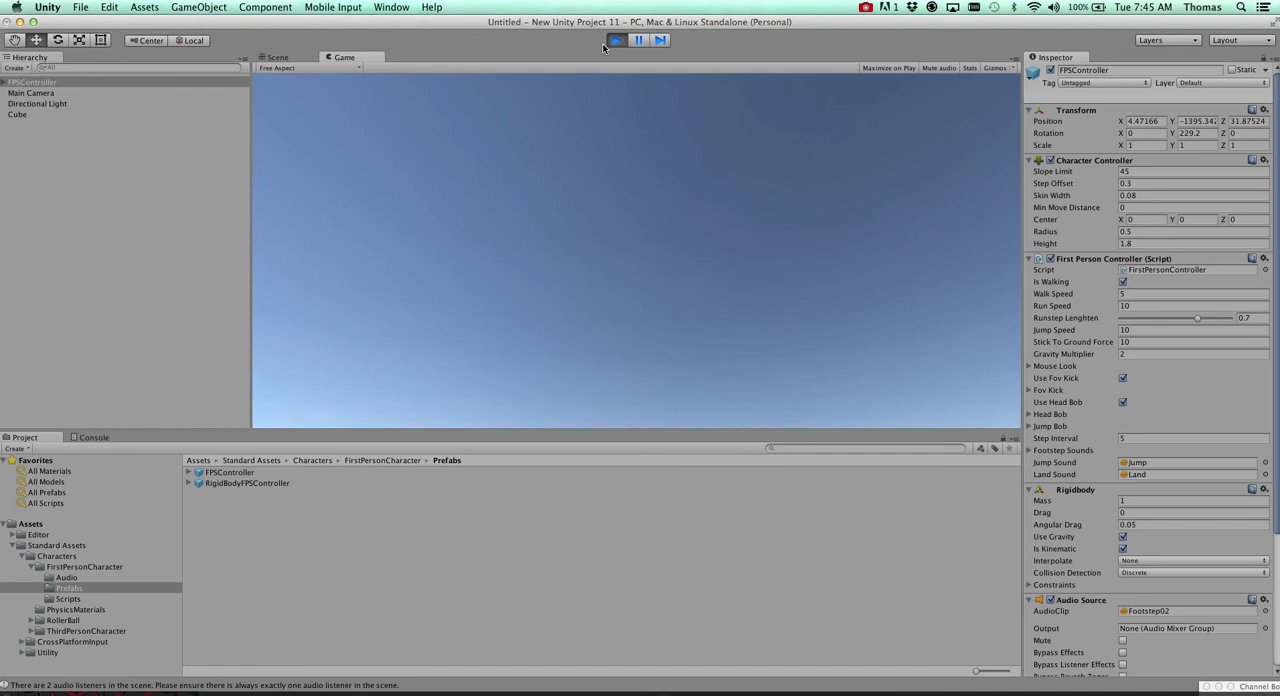 Unity File Edit Assets GameObject Component Mobile Input Window Help 1 100% Tue 7:45 AM Thomas
Untitled - New Unity Project 11 - PC, Mac & Linux Standalone (Personal)
Center Local Layers Layout
Hierarchy Scene Game Inspector
Create All Free Aspect Maximize on Play Mute audio Stats Gizmos
FPSController
Main Camera
Directional Light
Cube
FPSController Static
Tag Untagged Layer Default
Transform
Position X 4.47166 Y -1395.342 Z 31.87524
Rotation X 0 Y 229.2 Z 0
Scale X 1 Y 1 Z 1
Character Controller
Slope Limit 45
Step Offset 0.3
Skin Width 0.08
Min Move Distance 0
Center X 0 Y 0 Z 0
Radius 0.5
Height 1.8
First Person Controller (Script)
Script FirstPersonController
Is Walking
Walk Speed 5
Run Speed 10
Runstep Lenghten 0.7
Jump Speed 10
Stick To Ground Force 10
Gravity Multiplier 2
Mouse Look
Use Fov Kick
Fov Kick
Use Head Bob
Head Bob
Jump Bob
Step Interval 5
Footstep Sounds
Jump Sound Jump
Land Sound Land
Rigidbody
Mass 1
Drag 0
Angular Drag 0.05
Use Gravity
Is Kinematic
Interpolate None
Collision Detection Discrete
Constraints
Audio Source
AudioClip Footstep02
Output None (Audio Mixer Group)
Mute
Bypass Effects
Bypass Listener Effects
Bypass Reverb Zones
Project Console
Create
Favorites
All Materials
All Models
All Prefabs
All Scripts
Assets
Editor
Standard Assets
Characters
FirstPersonCharacter
Audio
Prefabs
Scripts
PhysicsMaterials
RollerBall
ThirdPersonCharacter
CrossPlatformInput
Utility
Assets Standard Assets Characters FirstPersonCharacter Prefabs
FPSController
RigidBodyFPSController
There are 2 audio listeners in the scene. Please ensure there is always exactly one audio listener in the scene.
Channel Bo